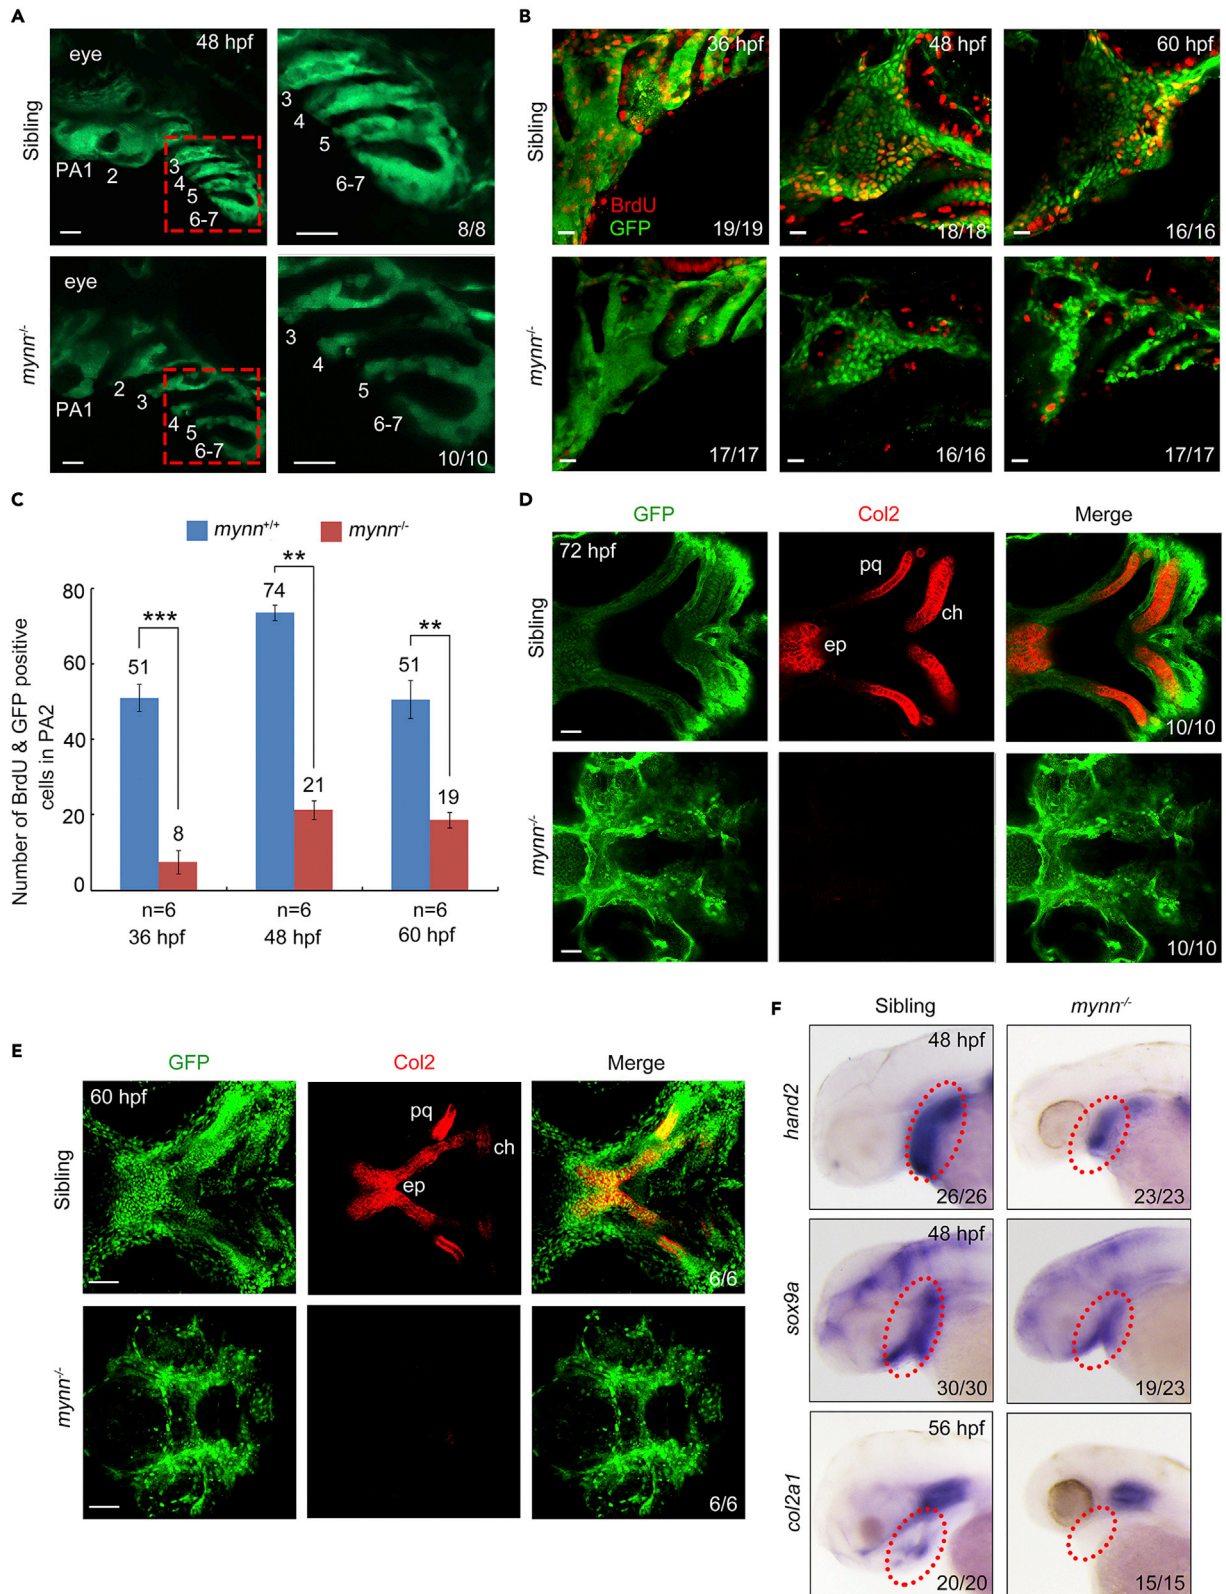 A
B
Sibling
eye
48 hpf
PA1
2
3
4
5
6-7
3
4
5
6-7
8/8
36 hpf
BrdU
GFP
19/19
48 hpf
18/18
60 hpf
16/16
mynn-/-
eye
PA1
2
3
4
5
6-7
3
4
5
6-7
10/10
17/17
16/16
17/17
C
mynn+/+
mynn-/-
Number of BrdU & GFP positive
cells in PA2
80
60
40
20
0
***
51
8
**
74
21
**
51
19
n=6
n=6
n=6
36 hpf
48 hpf
60 hpf
D
GFP
Col2
Merge
Sibling
72 hpf
pq
ch
ep
10/10
mynn-/-
10/10
E
GFP
Col2
Merge
Sibling
60 hpf
pq
ch
ep
6/6
mynn-/-
6/6
F
Sibling
mynn-/-
hand2
48 hpf
26/26
23/23
sox9a
48 hpf
30/30
19/23
col2a1
56 hpf
20/20
15/15